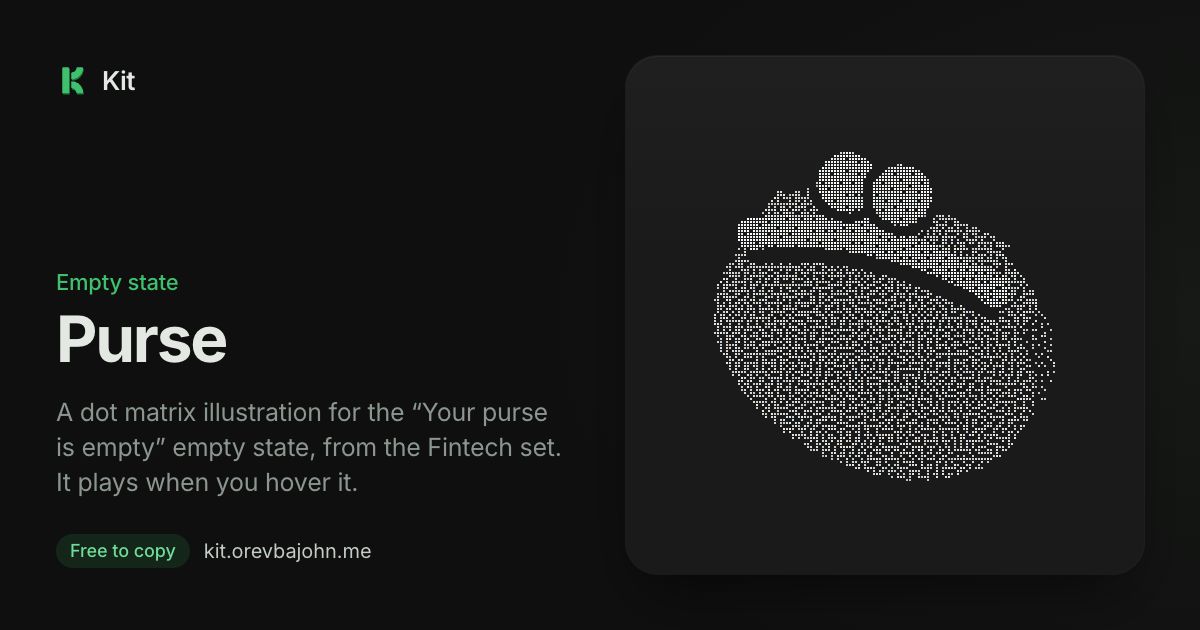 Kit
Empty state
Purse
A dot matrix illustration for the “Your purse
is empty” empty state, from the Fintech set.
It plays when you hover it.
Free to copy
kit.orevbajohn.me